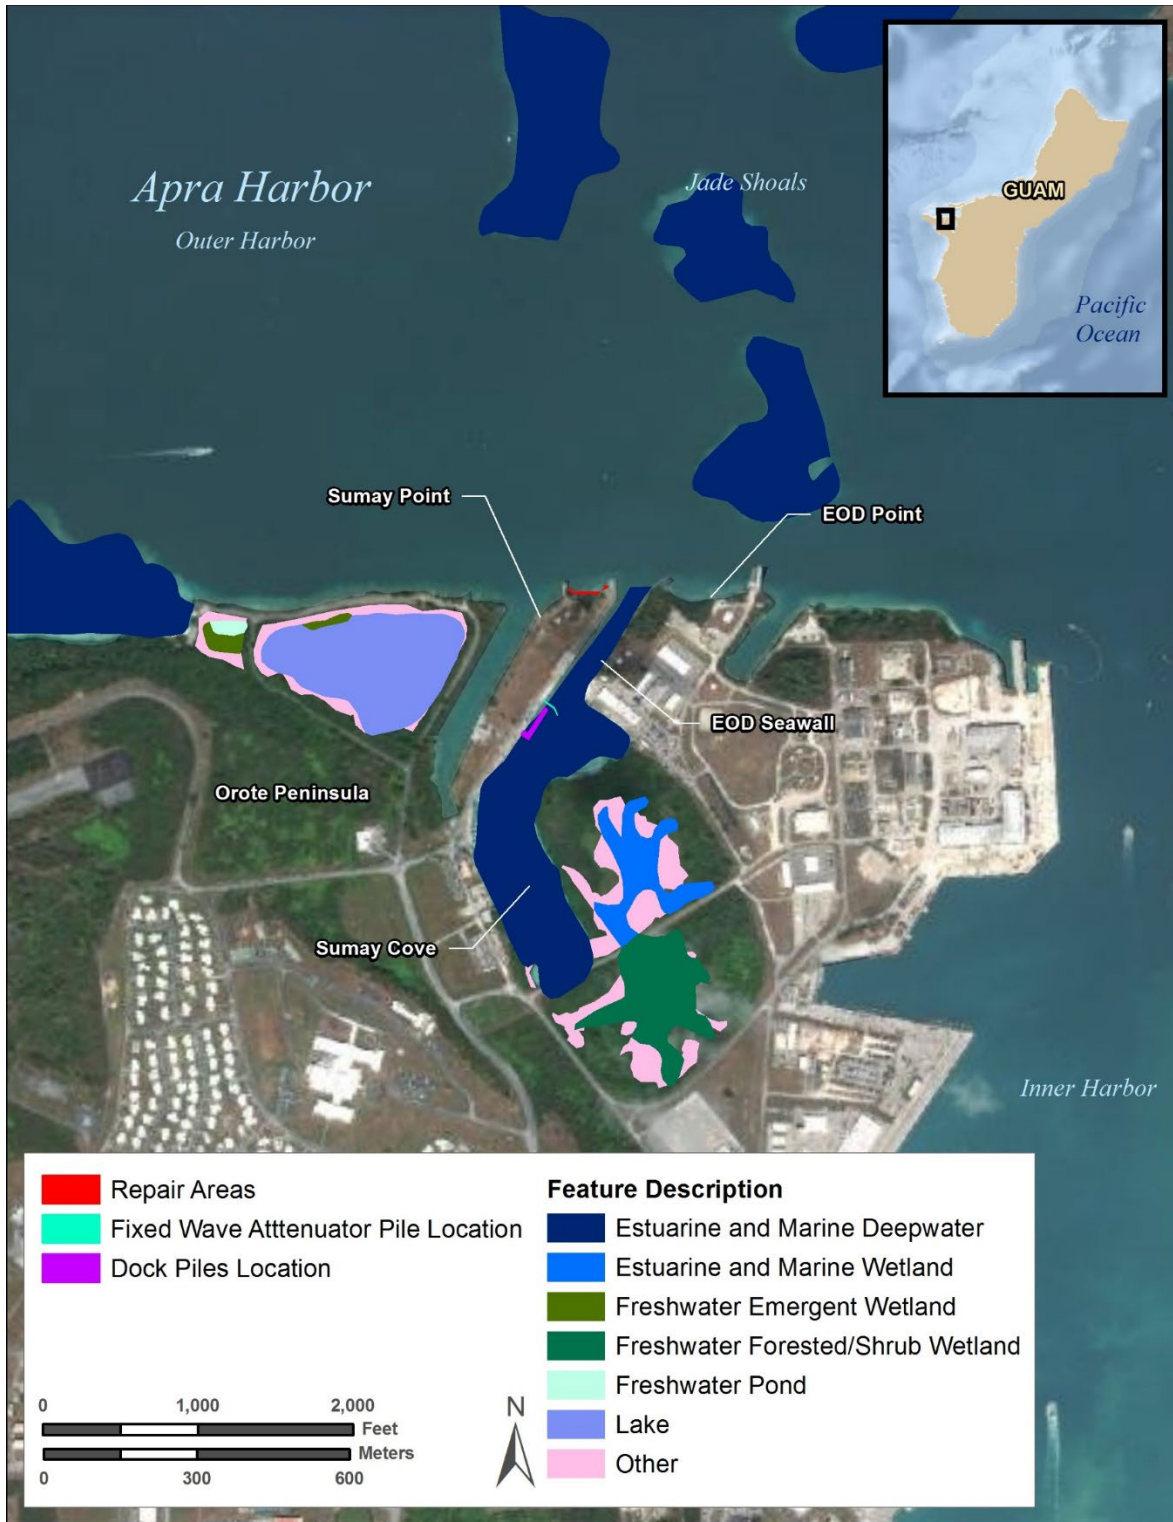 Apra Harbor
Outer Harbor
Jade Shoals
GUAM
Pacific
Ocean
Sumay Point
EOD Point
EOD Seawall
Orote Peninsula
Sumay Cove
Inner Harbor
Repair Areas
Fixed Wave Atttenuator Pile Location
Dock Piles Location
Feature Description
Estuarine and Marine Deepwater
Estuarine and Marine Wetland
Freshwater Emergent Wetland
Freshwater Forested/Shrub Wetland
Freshwater Pond
Lake
Other
0 1,000 2,000
Feet
Meters
0 300 600
N